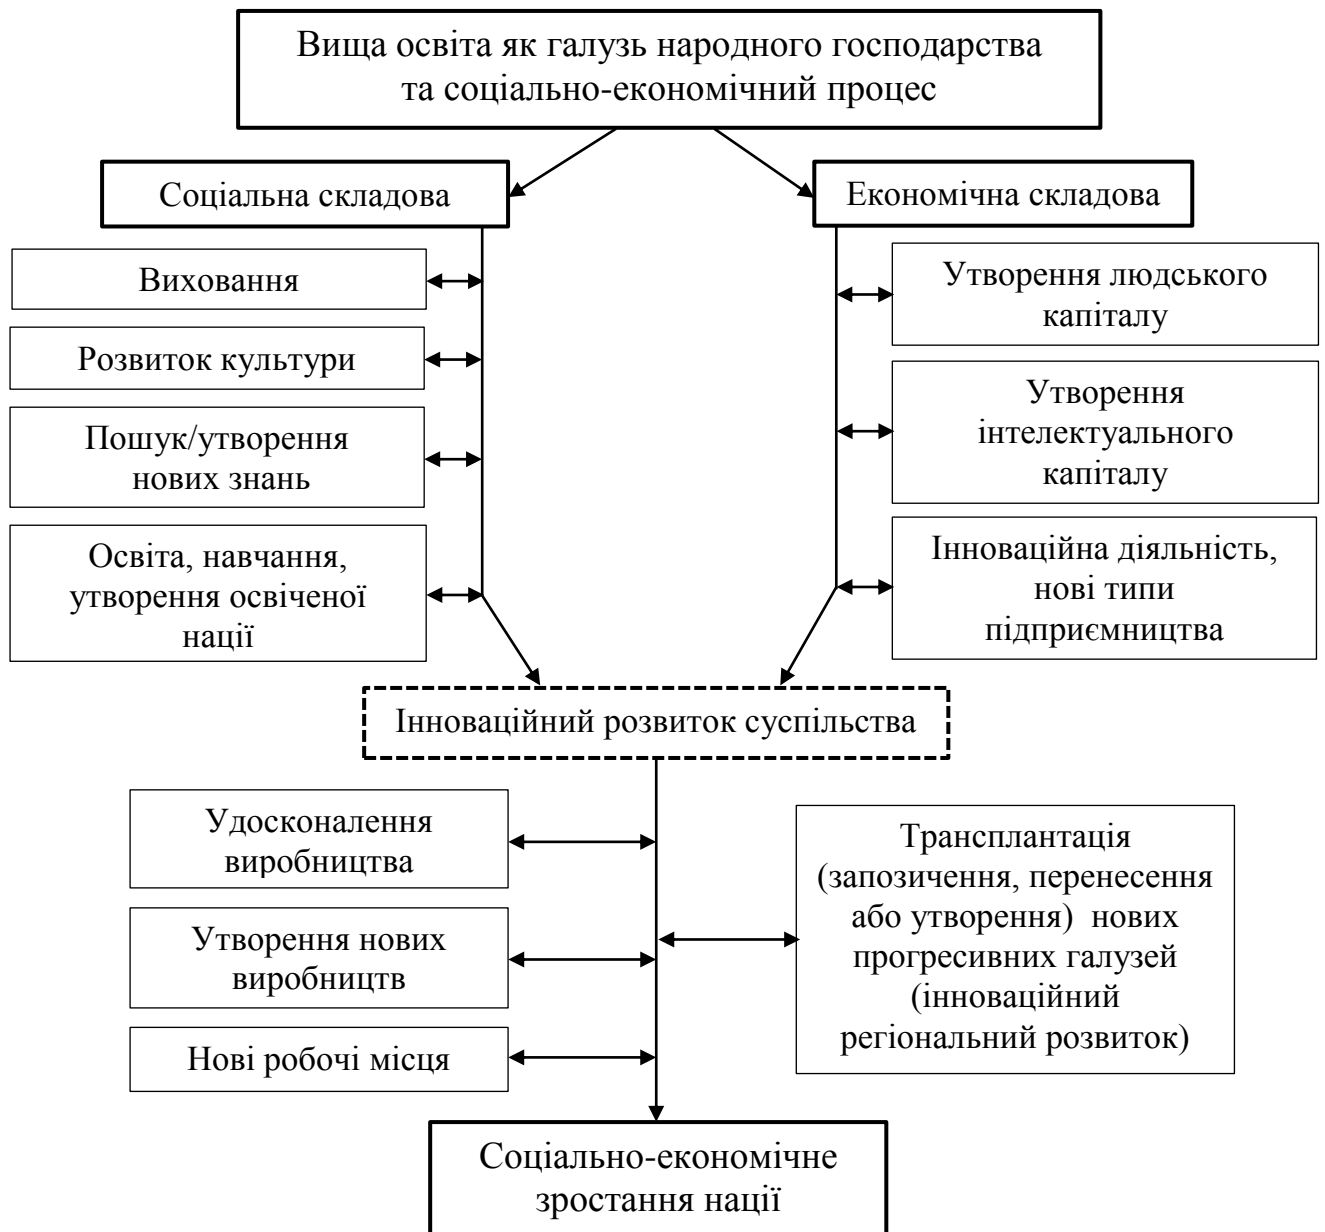 Вища освіта як галузь народного господарства
та соціально-економічний процес
Соціальна складова
Економічна складова
Виховання
Розвиток культури
Пошук/утворення
нових знань
Освіта, навчання,
утворення освіченої
нації
Утворення людського
капіталу
Утворення
інтелектуального
капіталу
Інноваційна діяльність,
нові типи
підприємництва
Інноваційний розвиток суспільства
Удосконалення
виробництва
Утворення нових
виробництв
Нові робочі місця
Трансплантація
(запозичення, перенесення
або утворення) нових
прогресивних галузей
(інноваційний
регіональний розвиток)
Соціально-економічне
зростання нації